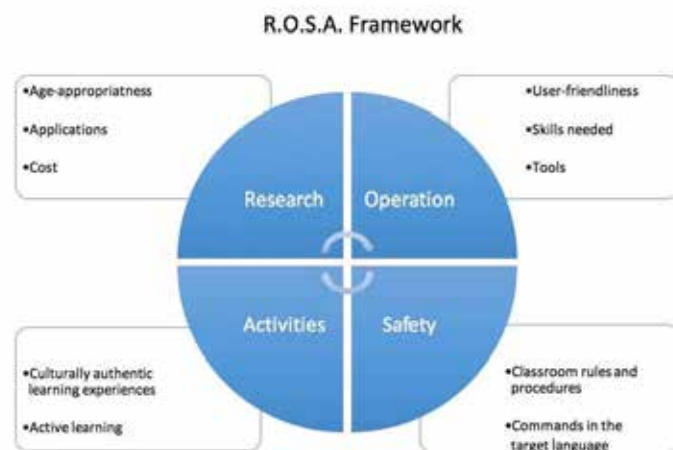 R.O.S.A. Framework
•Age-appropriatness
•Applications
•Cost
•User-friendliness
•Skills needed
•Tools
Research
Operation
Activities
Safety
•Culturally authentic
learning experiences
•Active learning
•Classroom rules and
procedures
•Commands in the
target language